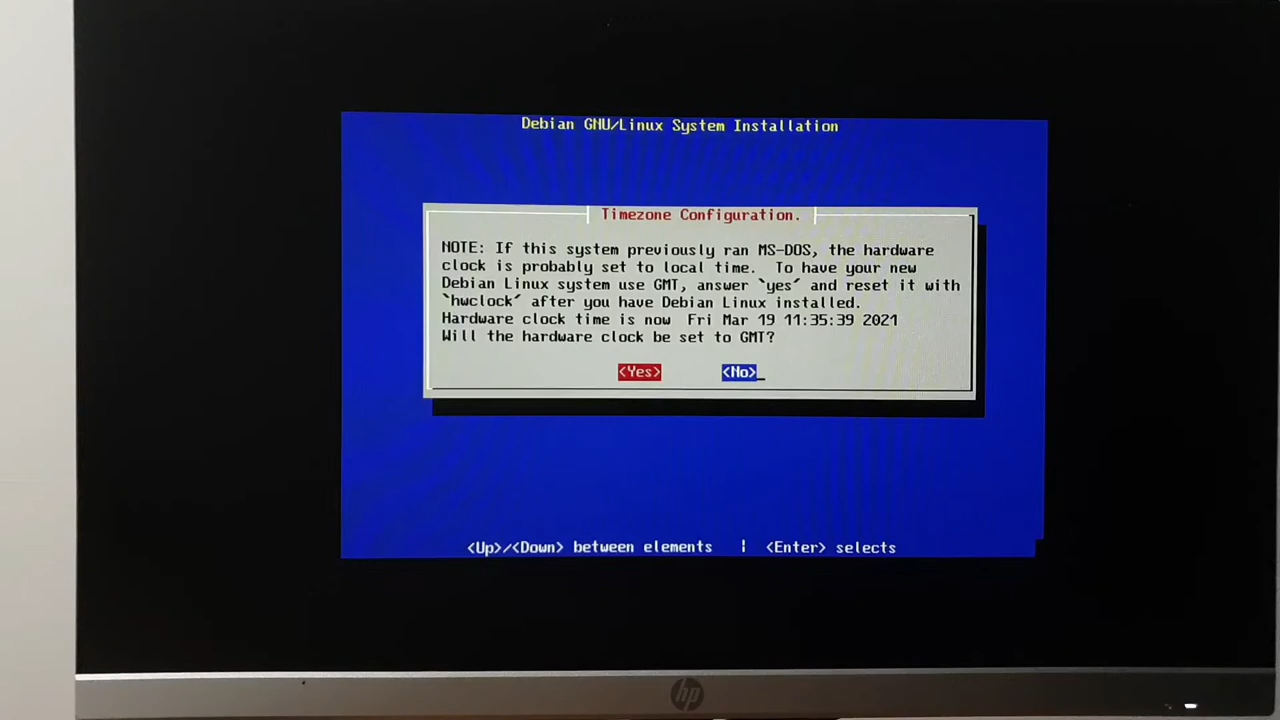 Debian GNU/Linux System Installation
Timezone Configuration.
NOTE: If this system previously ran MS-DOS, the hardware
clock is probably set to local time.  To have your new
Debian Linux system use GMT, answer `yes' and reset it with
`hwclock' after you have Debian Linux installed.
Hardware clock time is now  Fri Mar 19 11:35:39 2021
Will the hardware clock be set to GMT?
<Yes> <No>
<Up>/<Down> between elements | <Enter> selects
hp